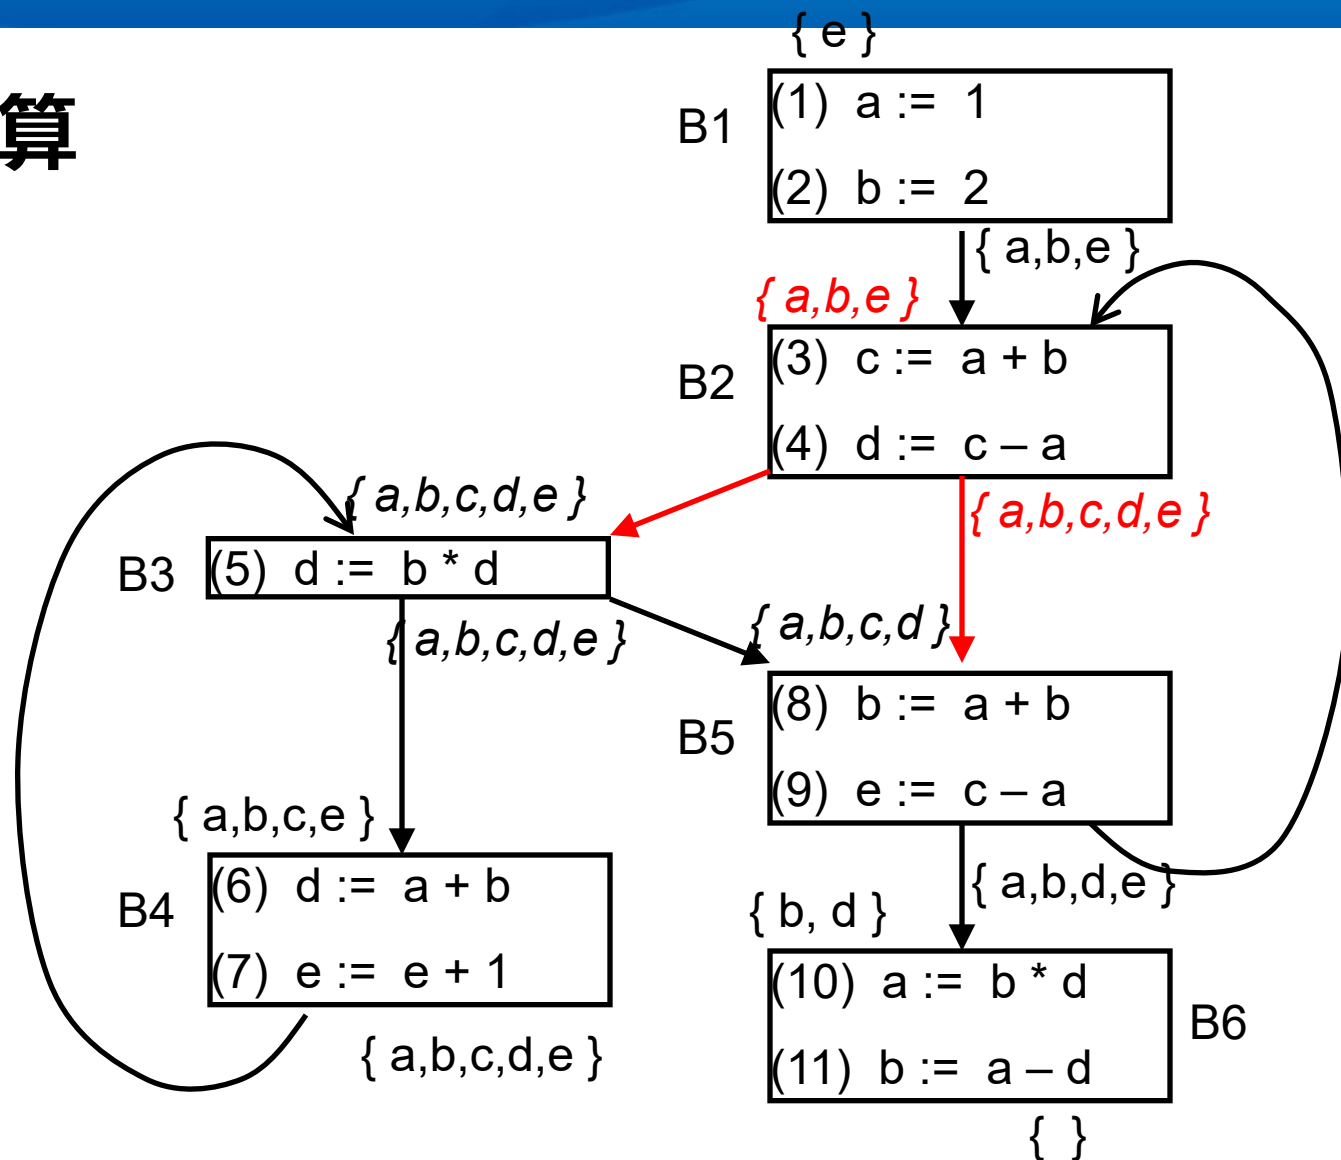 算
{ e }
B1
(1) a := 1
(2) b := 2
{ a,b,e }
{ a,b,e }
B2
(3) c := a + b
(4) d := c – a
{ a,b,c,d,e }
{ a,b,c,d,e }
B3
(5) d := b * d
{ a,b,c,d,e }
{ a,b,c,d }
B5
(8) b := a + b
(9) e := c – a
{ a,b,c,e }
B4
(6) d := a + b
(7) e := e + 1
{ a,b,c,d,e }
{ a,b,d,e }
{ b, d }
(10) a := b * d
(11) b := a – d
B6
{ }